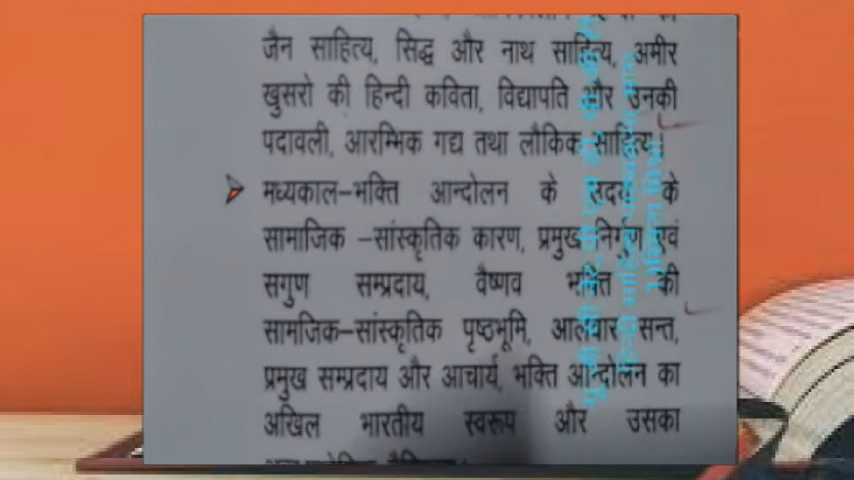 जैन साहित्य, सिद्ध और नाथ साहित्य, अमीर
खुसरो की हिन्दी कविता, विद्यापति और उनकी
पदावली, आरम्भिक गद्य तथा लौकिक साहित्य।
मध्यकाल-भक्ति आन्दोलन के उदय के
सामाजिक -सांस्कृतिक कारण, प्रमुख निर्गुण एवं
सगुण सम्प्रदाय, वैष्णव भक्ति की
सामजिक-सांस्कृतिक पृष्ठभूमि, आलवार सन्त,
प्रमुख सम्प्रदाय और आचार्य, भक्ति आन्दोलन का
अखिल भारतीय स्वरूप और उसका